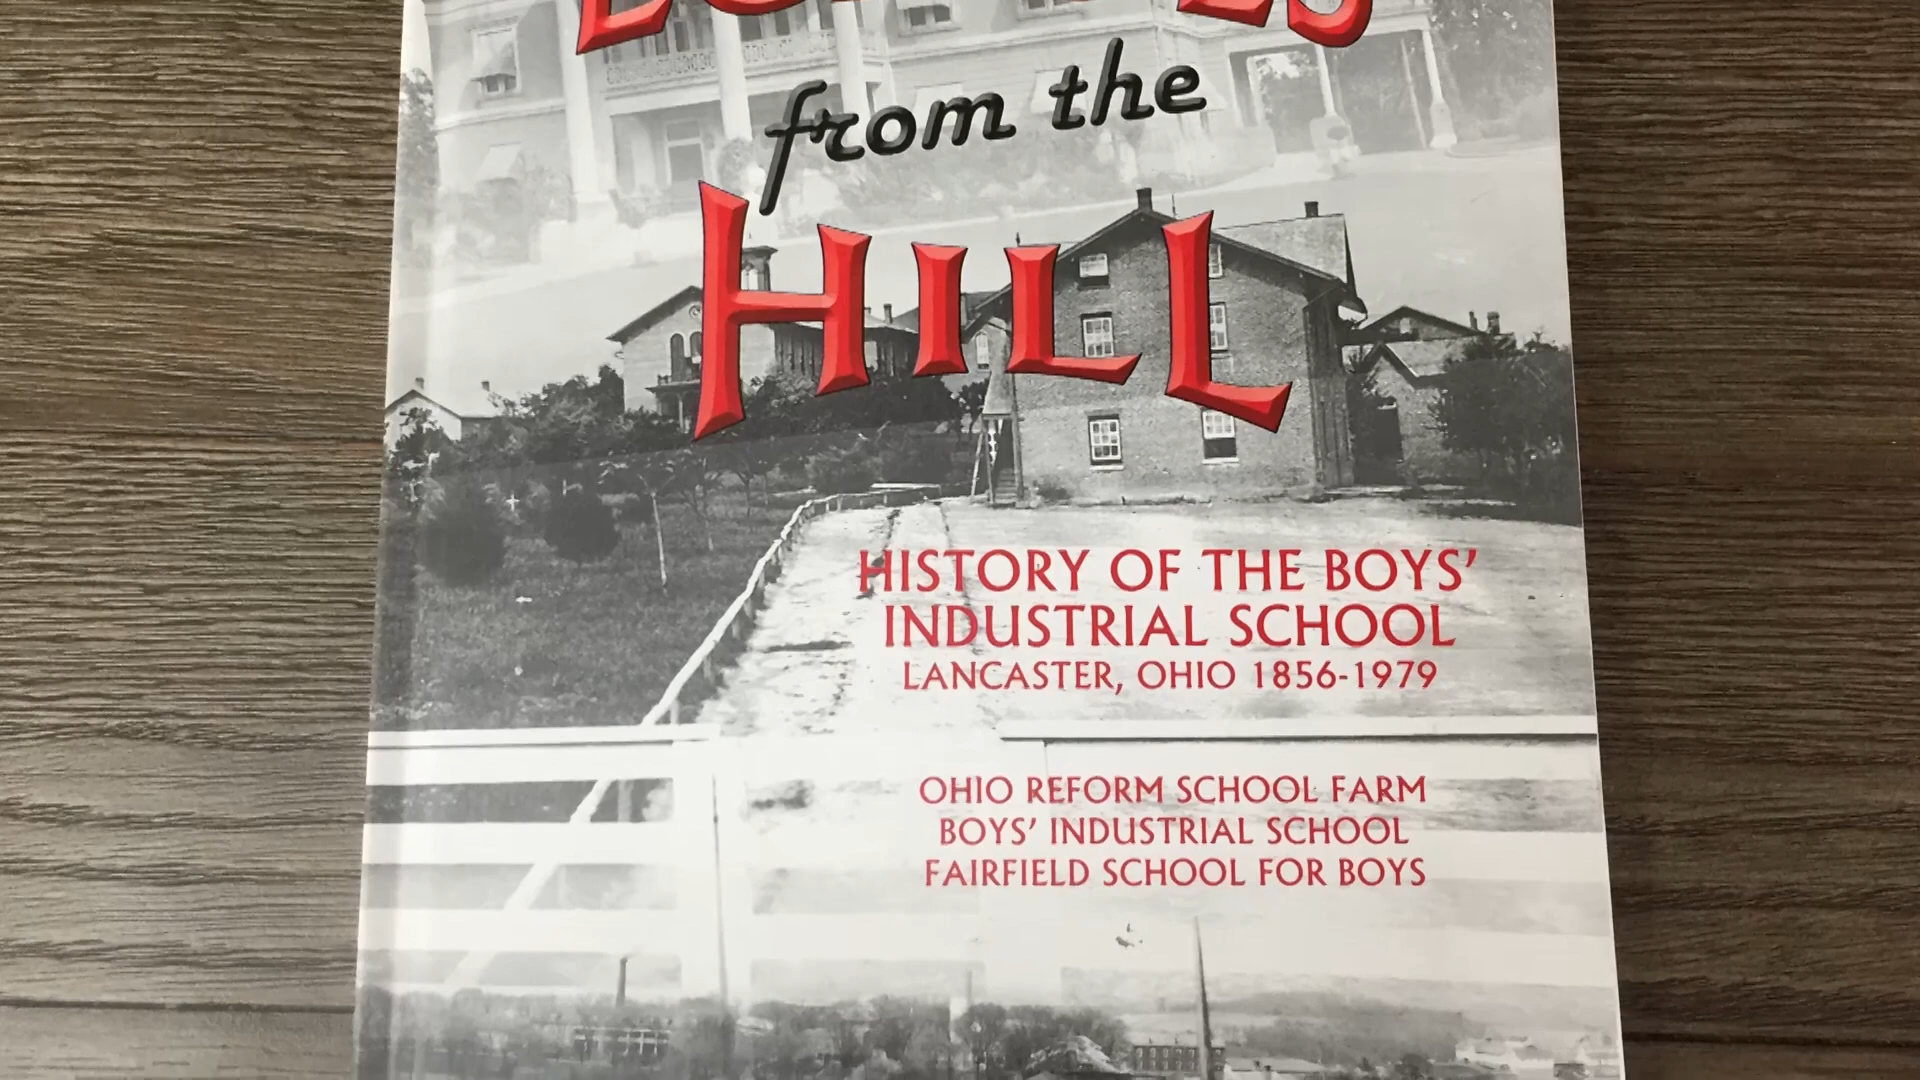 from the
HILL
HISTORY OF THE BOYS'
INDUSTRIAL SCHOOL
LANCASTER, OHIO 1856-1979
OHIO REFORM SCHOOL FARM
BOYS' INDUSTRIAL SCHOOL
FAIRFIELD SCHOOL FOR BOYS